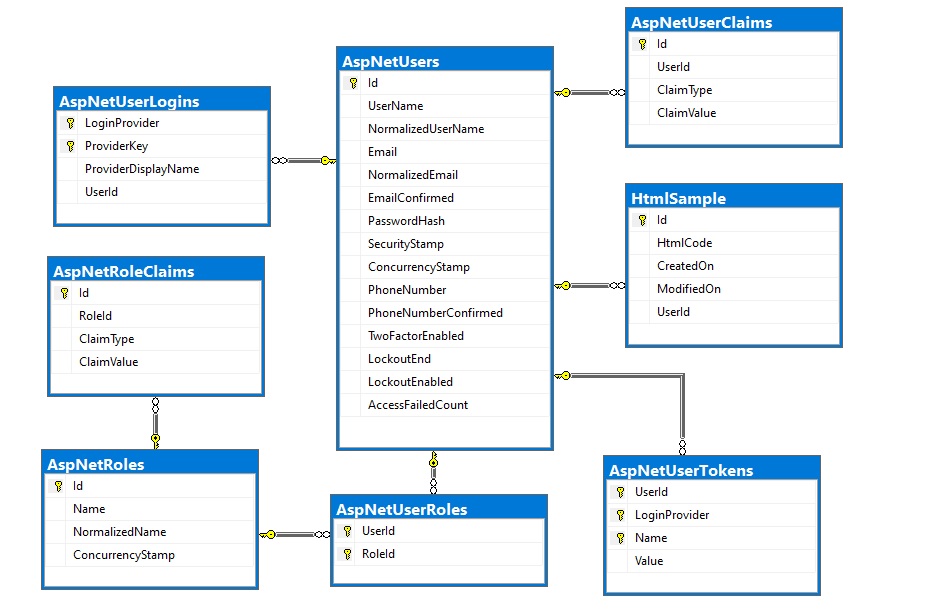 AspNetUserClaims
Id
UserId
ClaimType
ClaimValue
AspNetUsers
Id
UserName
NormalizedUserName
Email
NormalizedEmail
EmailConfirmed
PasswordHash
SecurityStamp
ConcurrencyStamp
PhoneNumber
PhoneNumberConfirmed
TwoFactorEnabled
LockoutEnd
LockoutEnabled
AccessFailedCount
AspNetUserLogins
LoginProvider
ProviderKey
ProviderDisplayName
UserId
HtmlSample
Id
HtmlCode
CreatedOn
ModifiedOn
UserId
AspNetRoleClaims
Id
RoleId
ClaimType
ClaimValue
AspNetRoles
Id
Name
NormalizedName
ConcurrencyStamp
AspNetUserRoles
UserId
RoleId
AspNetUserTokens
UserId
LoginProvider
Name
Value